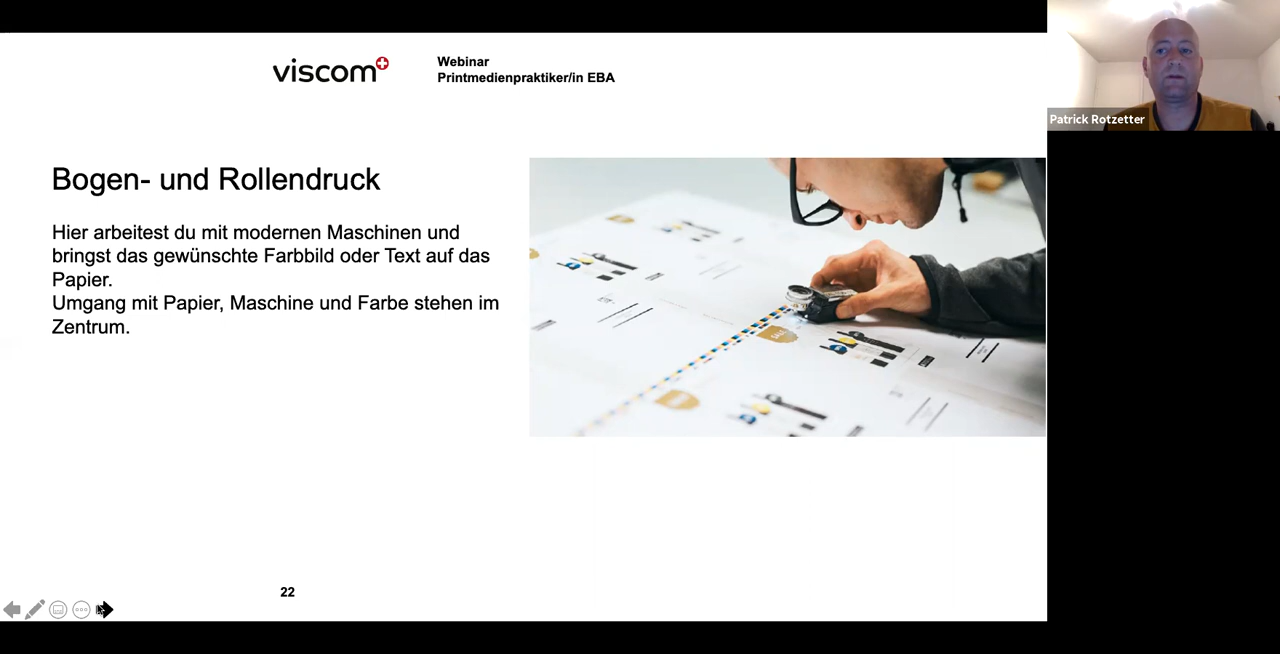 viscom
Webinar
Printmedienpraktiker/in EBA
Patrick Rotzetter
Bogen- und Rollendruck
Hier arbeitest du mit modernen Maschinen und
bringst das gewünschte Farbbild oder Text auf das
Papier.
Umgang mit Papier, Maschine und Farbe stehen im
Zentrum.
22